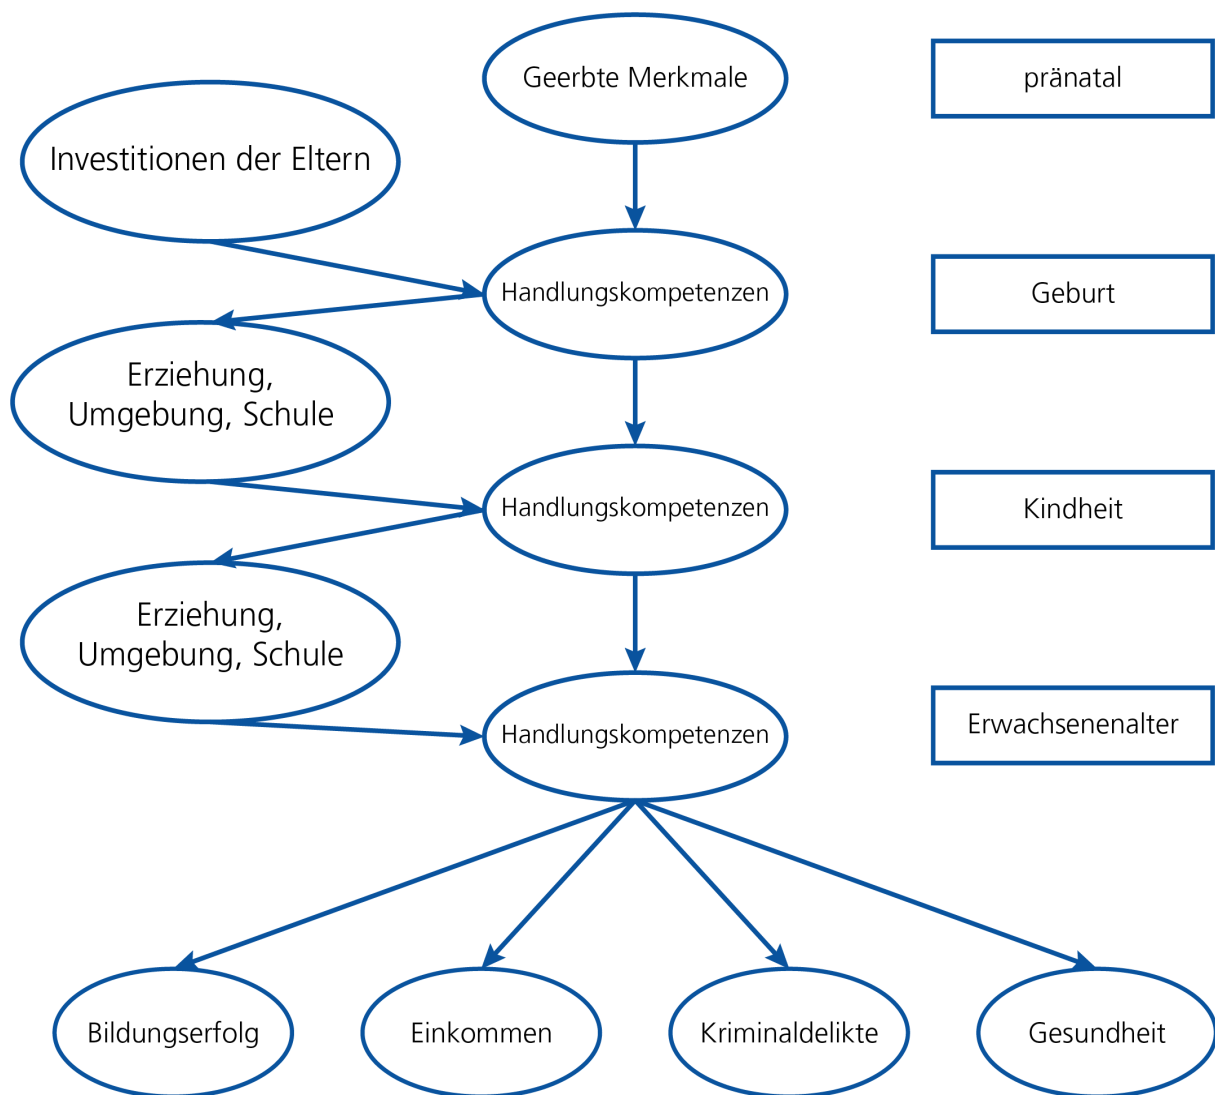 Geerbte Merkmale
pränatal
Investitionen der Eltern
Handlungskompetenzen
Geburt
Erziehung,
Umgebung, Schule
Handlungskompetenzen
Kindheit
Erziehung,
Umgebung, Schule
Handlungskompetenzen
Erwachsenenalter
Bildungserfolg
Einkommen
Kriminaldelikte
Gesundheit